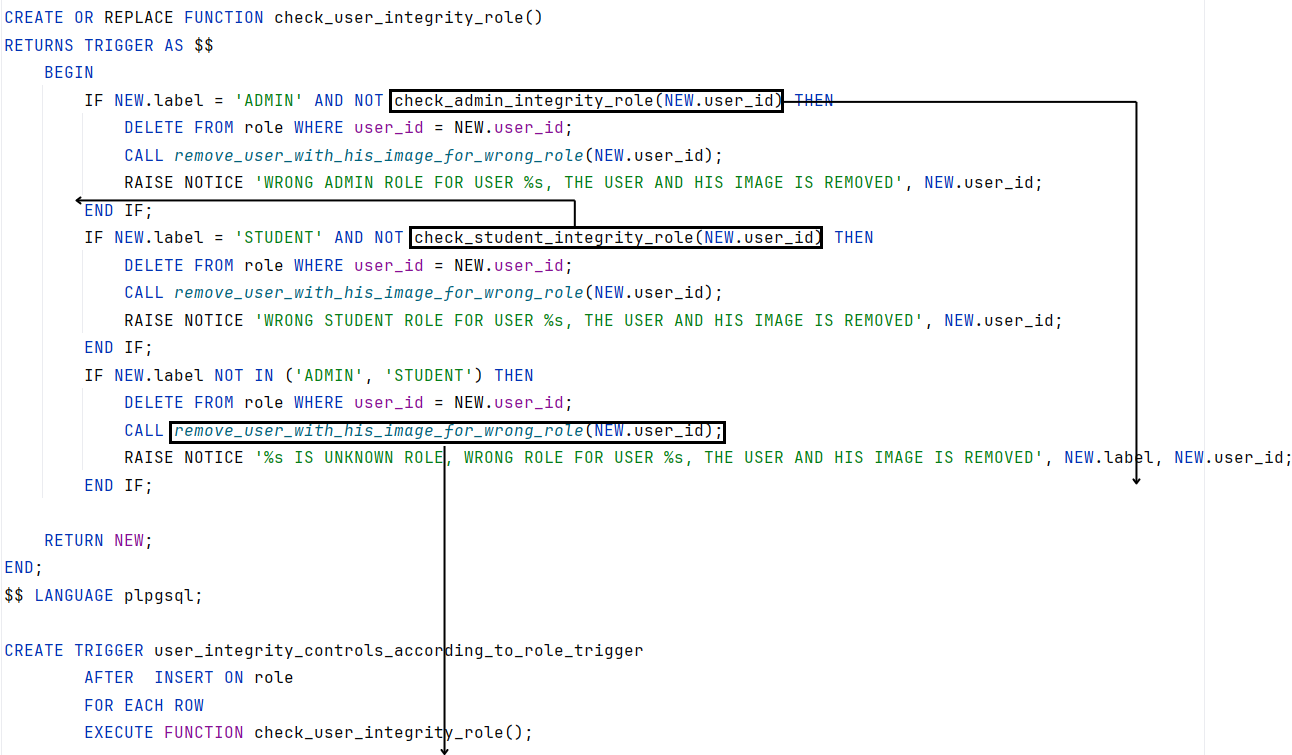 CREATE OR REPLACE FUNCTION check_user_integrity_role()
RETURNS TRIGGER AS $$
    BEGIN
        IF NEW.label = 'ADMIN' AND NOT check_admin_integrity_role(NEW.user_id) THEN
            DELETE FROM role WHERE user_id = NEW.user_id;
            CALL remove_user_with_his_image_for_wrong_role(NEW.user_id);
            RAISE NOTICE 'WRONG ADMIN ROLE FOR USER %s, THE USER AND HIS IMAGE IS REMOVED', NEW.user_id;
        END IF;
        IF NEW.label = 'STUDENT' AND NOT check_student_integrity_role(NEW.user_id) THEN
            DELETE FROM role WHERE user_id = NEW.user_id;
            CALL remove_user_with_his_image_for_wrong_role(NEW.user_id);
            RAISE NOTICE 'WRONG STUDENT ROLE FOR USER %s, THE USER AND HIS IMAGE IS REMOVED', NEW.user_id;
        END IF;
        IF NEW.label NOT IN ('ADMIN', 'STUDENT') THEN
            DELETE FROM role WHERE user_id = NEW.user_id;
            CALL remove_user_with_his_image_for_wrong_role(NEW.user_id);
            RAISE NOTICE '%s IS UNKNOWN ROLE, WRONG ROLE FOR USER %s, THE USER AND HIS IMAGE IS REMOVED', NEW.label, NEW.user_id;
        END IF;

    RETURN NEW;
END;
$$ LANGUAGE plpgsql;

CREATE TRIGGER user_integrity_controls_according_to_role_trigger
        AFTER  INSERT ON role
        FOR EACH ROW
        EXECUTE FUNCTION check_user_integrity_role();